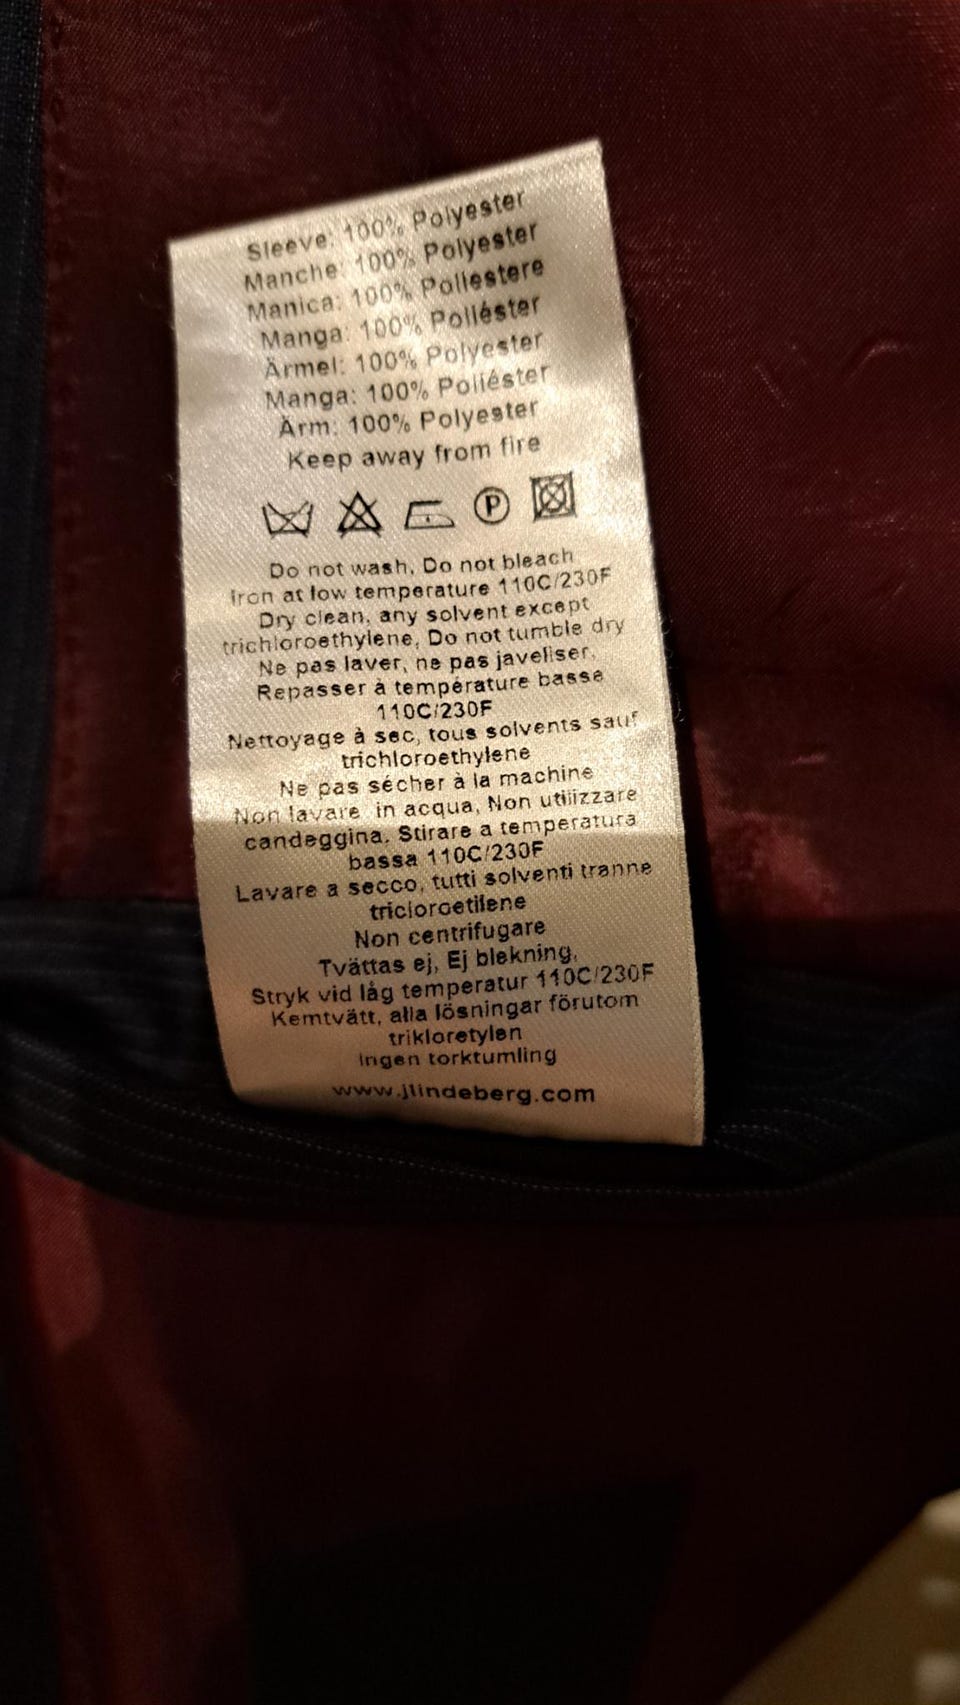 Sleeve: 100% Polyester
Manche: 100% Polyester
Manica: 100% Poliestere
Manga: 100% Poliéster
Ärmel: 100% Polyester
Manga: 100% Poliéster
Ärm: 100% Polyester
Keep away from fire
P
Do not wash, Do not bleach
Iron at low temperature 110C/230F
Dry clean, any solvent except
trichloroethylene, Do not tumble dry
Ne pas laver, ne pas javeliser.
Repasser à température basse
110C/230F
Nettoyage à sec, tous solvents sauf
trichloroethylene
Ne pas sécher à la machine
Non lavare in acqua, Non utilizzare
candeggina. Stirare a temperatura
bassa 110C/230F
Lavare a secco, tutti solventi tranne
tricloroetilene
Non centrifugare
Tvättas ej, Ej blekning,
Stryk vid låg temperatur 110C/230F
Kemtvätt, alla lösningar förutom
trikloretylen
Ingen torktumling
www.jlindeberg.com